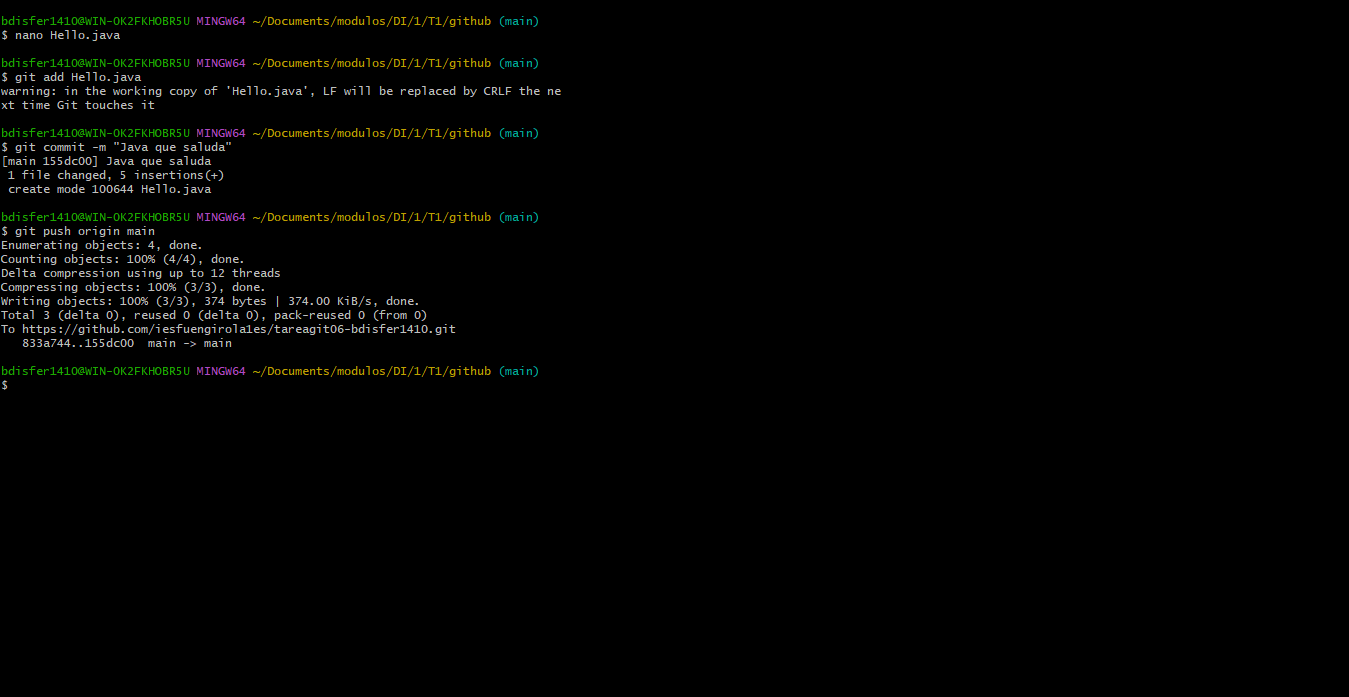 bdisfer1410@WIN-OK2FKHOBR5U MINGW64 ~/Documents/modulos/DI/1/T1/github (main)
$ nano Hello.java
bdisfer1410@WIN-OK2FKHOBR5U MINGW64 ~/Documents/modulos/DI/1/T1/github (main)
$ git add Hello.java
warning: in the working copy of 'Hello.java', LF will be replaced by CRLF the ne
xt time Git touches it
bdisfer1410@WIN-OK2FKHOBR5U MINGW64 ~/Documents/modulos/DI/1/T1/github (main)
$ git commit -m "Java que saluda"
[main 155dc00] Java que saluda
 1 file changed, 5 insertions(+)
 create mode 100644 Hello.java
bdisfer1410@WIN-OK2FKHOBR5U MINGW64 ~/Documents/modulos/DI/1/T1/github (main)
$ git push origin main
Enumerating objects: 4, done.
Counting objects: 100% (4/4), done.
Delta compression using up to 12 threads
Compressing objects: 100% (3/3), done.
Writing objects: 100% (3/3), 374 bytes | 374.00 KiB/s, done.
Total 3 (delta 0), reused 0 (delta 0), pack-reused 0 (from 0)
To https://github.com/iesfuengirola1es/tareagit06-bdisfer1410.git
   833a744..155dc00  main -> main
bdisfer1410@WIN-OK2FKHOBR5U MINGW64 ~/Documents/modulos/DI/1/T1/github (main)
$